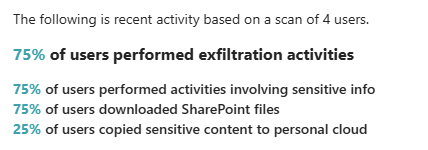 The following is recent activity based on a scan of 4 users.
75% of users performed exfiltration activities
75% of users performed activities involving sensitive info
75% of users downloaded SharePoint files
25% of users copied sensitive content to personal cloud